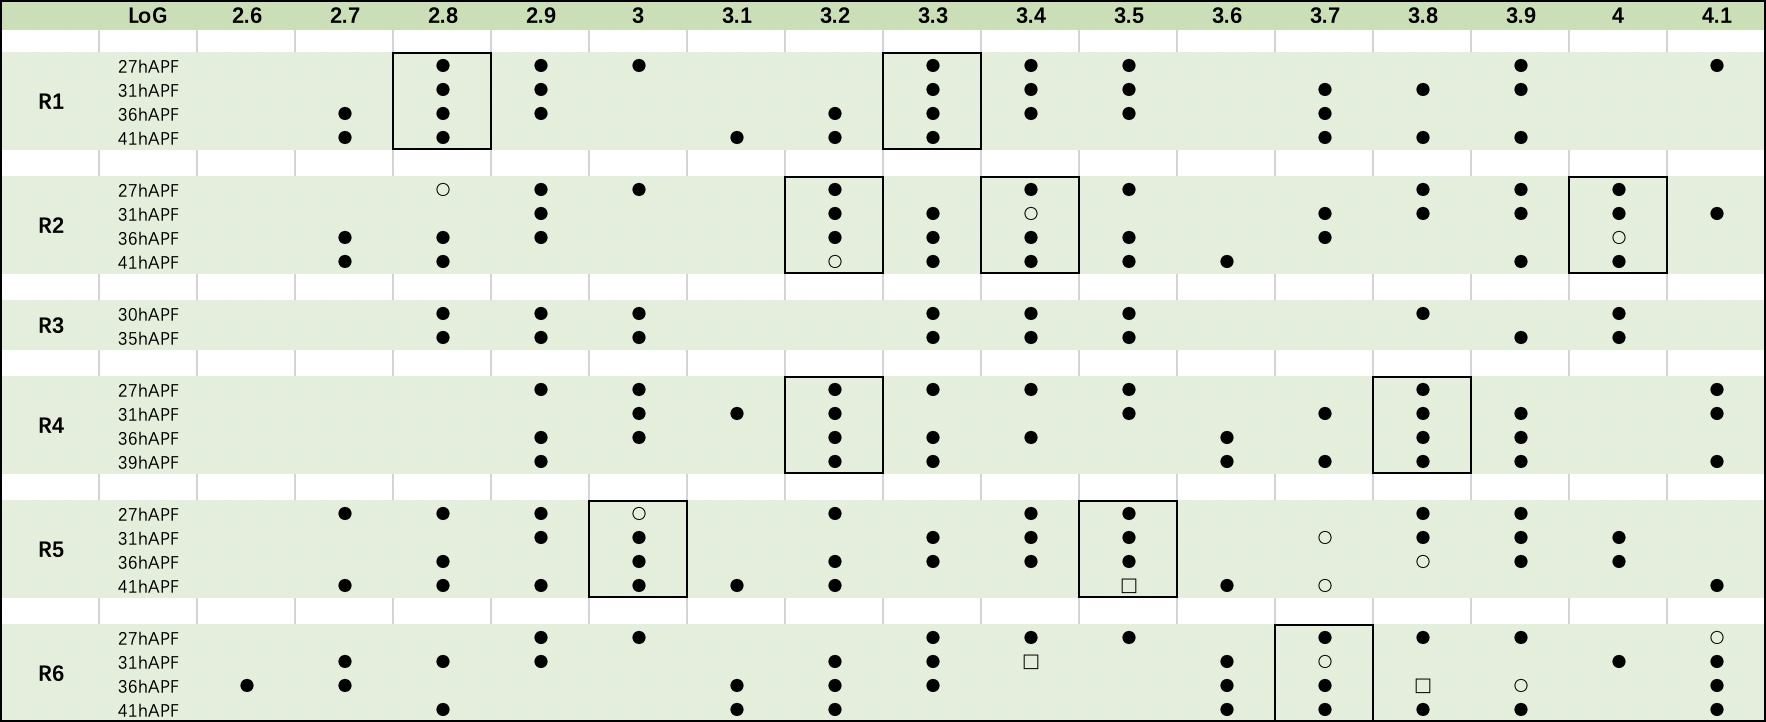 LoG 2.6 2.7 2.8 2.9 3 3.1 3.2 3.3 3.4 3.5 3.6 3.7 3.8 3.9 4 4.1
R1
27hAPF
31hAPF
36hAPF
41hAPF
R2
27hAPF
31hAPF
36hAPF
41hAPF
R3
30hAPF
35hAPF
R4
27hAPF
31hAPF
36hAPF
39hAPF
R5
27hAPF
31hAPF
36hAPF
41hAPF
R6
27hAPF
31hAPF
36hAPF
41hAPF